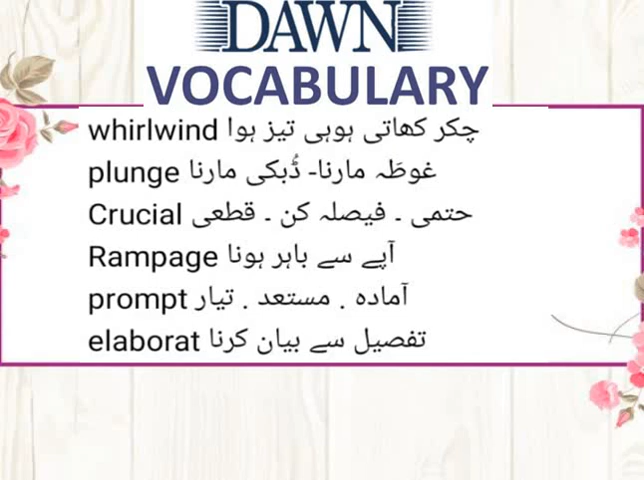 DAWN
VOCABULARY
whirlwind چکر کھاتی ہوہی تیز ہوا
plunge غوطَہ مارنا- ڈُبکی مارنا
Crucial حتمی ۔ فیصلہ کن ۔ قطعی
Rampage آپے سے باہر ہونا
prompt آمادہ . مستعد . تیار
elaborat تفصیل سے بیان کرنا